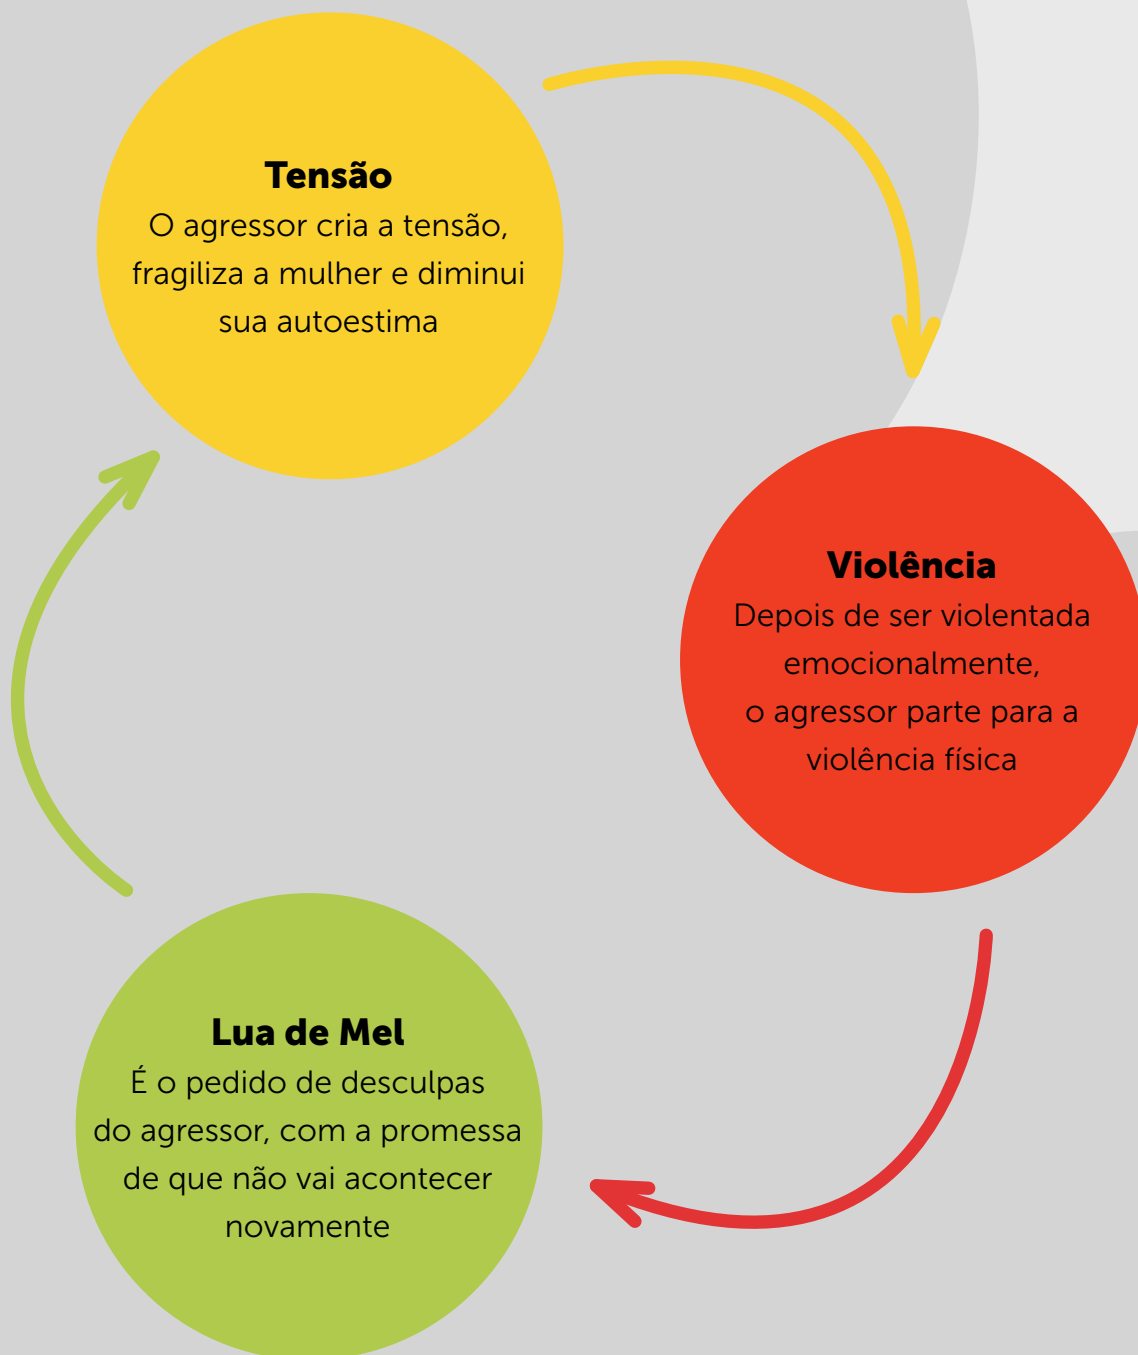 Tensão
O agressor cria a tensão,
fragiliza a mulher e diminui
sua autoestima
Violência
Depois de ser violentada
emocionalmente,
o agressor parte para a
violência física
Lua de Mel
É o pedido de desculpas
do agressor, com a promessa
de que não vai acontecer
novamente